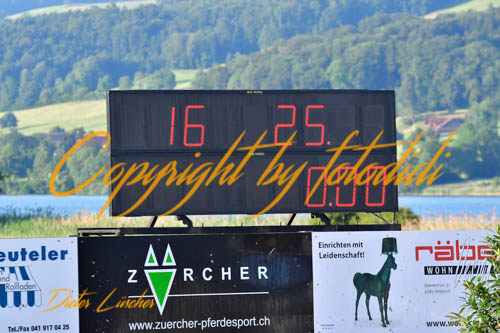 16 25.
0.00
Copyright by fotodidi
Dieter Lüscher
euteler
Rollladen
Tel./Fax 041 917 04 25
ZÜRCHER
www.zuercher-pferdesport.ch
Einrichten mit
Leidenschaft!
räbe
WOHN